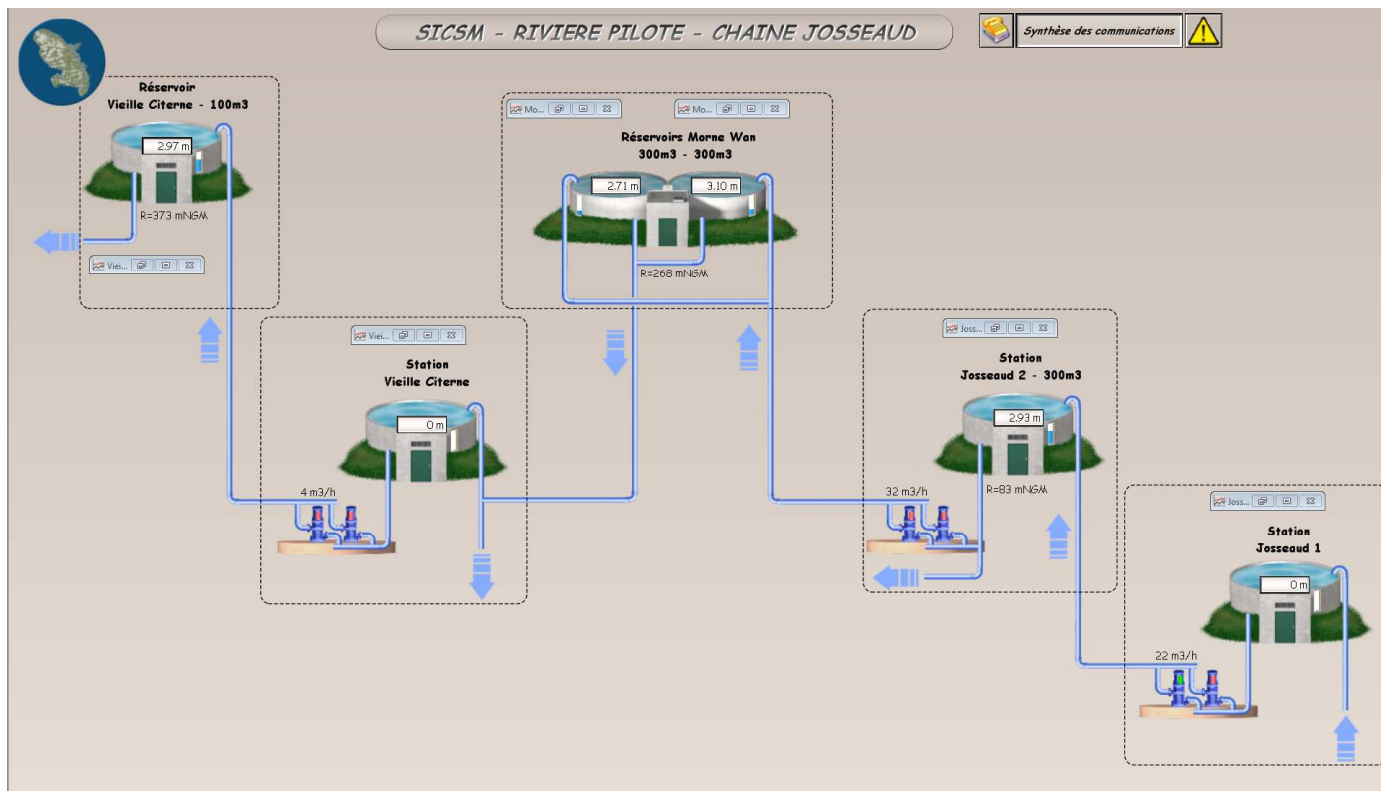 SICSM - RIVIERE PILOTE - CHAINE JOSSEAUD
Synthèse des communications
Réservoir
Vieille Citerne - 100m3
2.97 m
R=373 mNGM
Viei...
Mo...
Mo...
Réservoirs Morne Wan
300m3 - 300m3
2.71 m
3.10 m
R=268 mNGM
Viei...
Station
Vieille Citerne
0 m
4 m3/h
Joss...
Station
Josseaud 2 - 300m3
2.93 m
32 m3/h
R=83 mNGM
Joss...
Station
Josseaud 1
0 m
22 m3/h